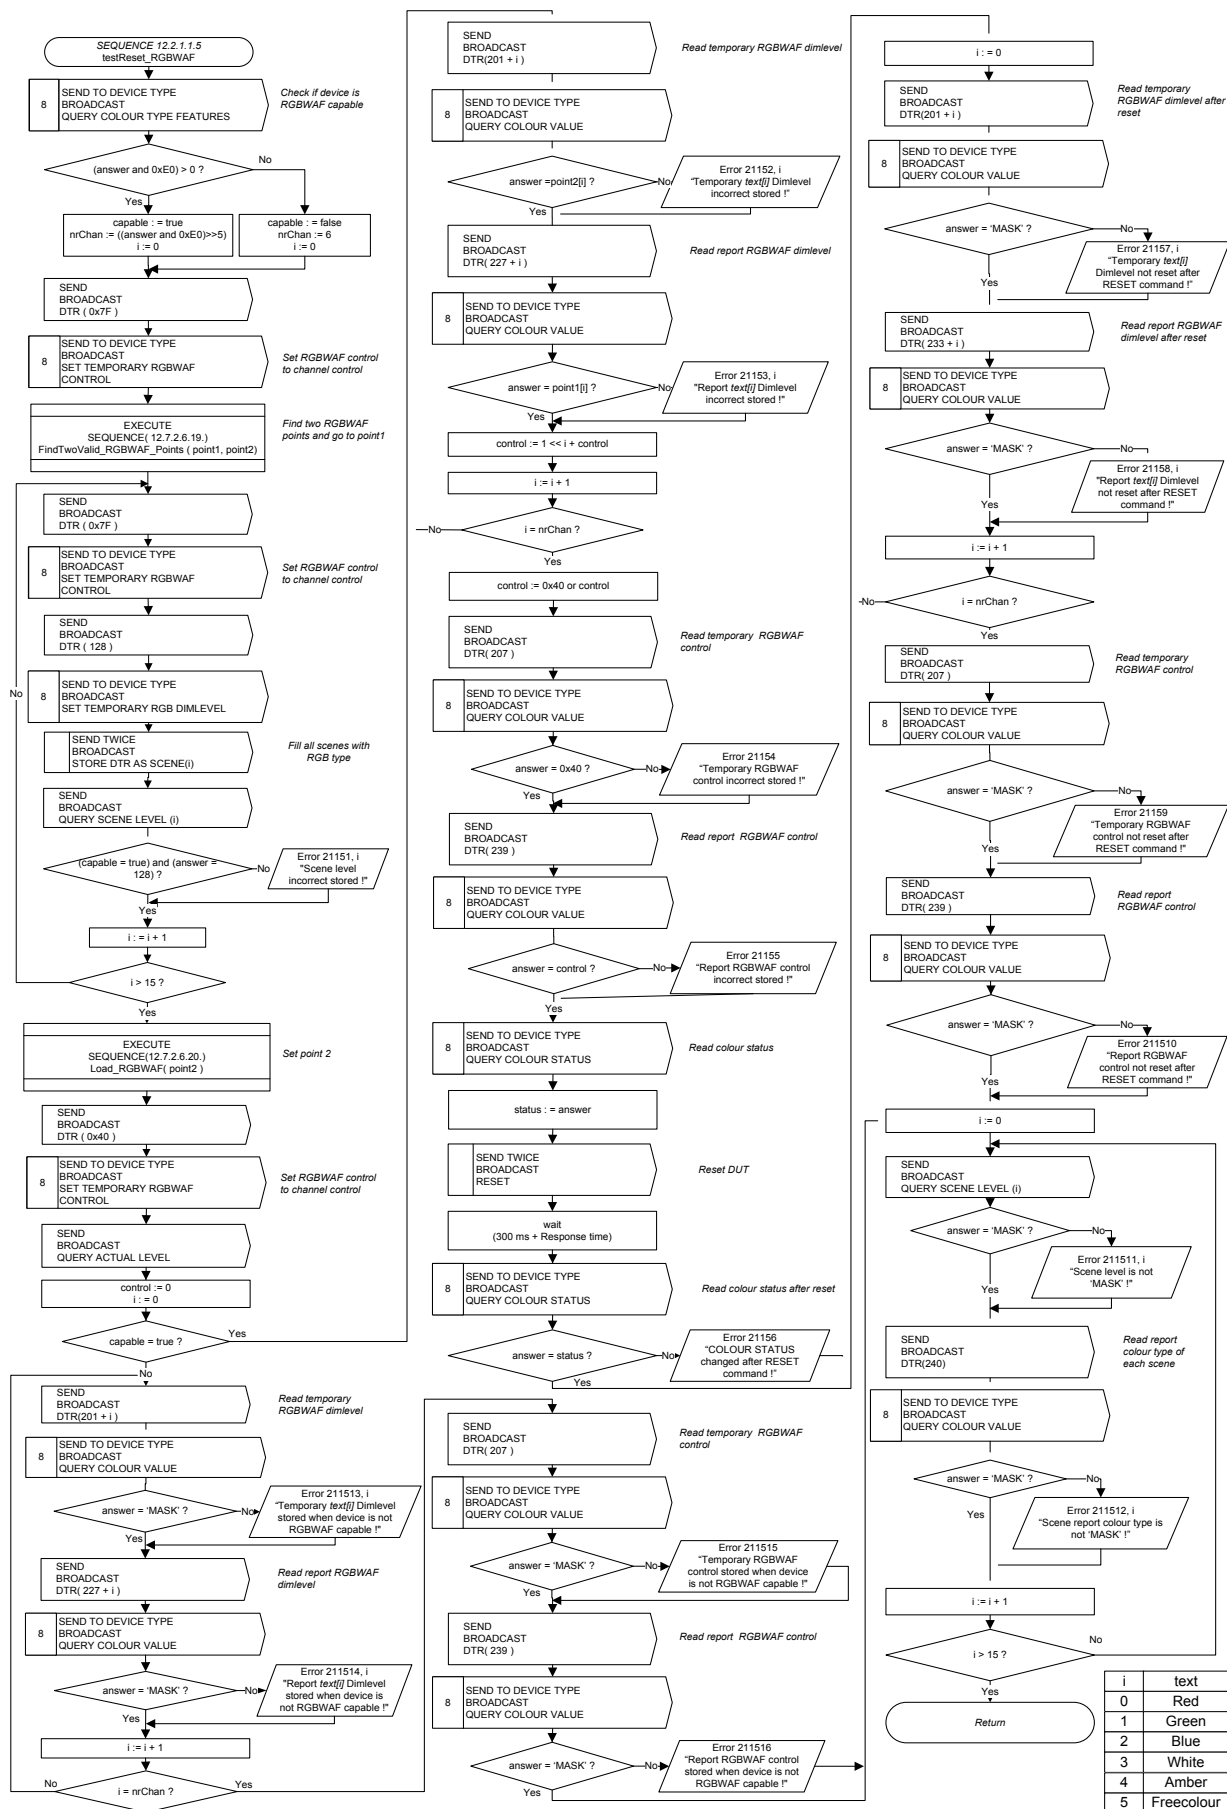 SEQUENCE 12.2.1.1.5
testReset_RGBWAF
8
SEND TO DEVICE TYPE
BROADCAST
QUERY COLOUR TYPE FEATURES
Check if device is
RGBWAF capable
(answer and 0xE0) > 0 ?
No
Yes
capable : = true
nrChan := ((answer and 0xE0)>>5)
i := 0
capable : = false
nrChan := 6
i := 0
SEND
BROADCAST
DTR ( 0x7F )
8
SEND TO DEVICE TYPE
BROADCAST
SET TEMPORARY RGBWAF
CONTROL
Set RGBWAF control
to channel control
EXECUTE
SEQUENCE( 12.7.2.6.19.)
FindTwoValid_RGBWAF_Points ( point1, point2)
Find two RGBWAF
points and go to point1
SEND
BROADCAST
DTR ( 0x7F )
8
SEND TO DEVICE TYPE
BROADCAST
SET TEMPORARY RGBWAF
CONTROL
Set RGBWAF control
to channel control
SEND
BROADCAST
DTR ( 128 )
No
8
SEND TO DEVICE TYPE
BROADCAST
SET TEMPORARY RGB DIMLEVEL
SEND TWICE
BROADCAST
STORE DTR AS SCENE(i)
Fill all scenes with
RGB type
SEND
BROADCAST
QUERY SCENE LEVEL (i)
(capable = true) and (answer =
128) ?
No
Error 21151, i
"Scene level
incorrect stored !"
Yes
i : = i + 1
i > 15 ?
Yes
EXECUTE
SEQUENCE(12.7.2.6.20.)
Load_RGBWAF( point2 )
Set point 2
SEND
BROADCAST
DTR ( 0x40 )
8
SEND TO DEVICE TYPE
BROADCAST
SET TEMPORARY RGBWAF
CONTROL
Set RGBWAF control
to channel control
SEND
BROADCAST
QUERY ACTUAL LEVEL
control := 0
i : = 0
capable = true ?
Yes
No
SEND
BROADCAST
DTR(201 + i )
Read temporary
RGBWAF dimlevel
8
SEND TO DEVICE TYPE
BROADCAST
QUERY COLOUR VALUE
answer = ‘MASK’ ?
No
Error 211513, i
“Temporary text[i] Dimlevel
stored when device is not
RGBWAF capable !"
Yes
SEND
BROADCAST
DTR( 227 + i )
Read report RGBWAF
dimlevel
8
SEND TO DEVICE TYPE
BROADCAST
QUERY COLOUR VALUE
answer = ‘MASK’ ?
No
Error 211514, i
"Report text[i] Dimlevel
stored when device is
not RGBWAF capable !"
Yes
i := i + 1
No
i = nrChan ?
Yes
SEND
BROADCAST
DTR(201 + i )
Read temporary RGBWAF dimlevel
8
SEND TO DEVICE TYPE
BROADCAST
QUERY COLOUR VALUE
answer =point2[i] ?
No
Error 21152, i
“Temporary text[i] Dimlevel
incorrect stored !”
Yes
SEND
BROADCAST
DTR( 227 + i )
Read report RGBWAF dimlevel
8
SEND TO DEVICE TYPE
BROADCAST
QUERY COLOUR VALUE
answer = point1[i] ?
No
Error 21153, i
"Report text[i] Dimlevel
incorrect stored !"
Yes
control := 1 << i + control
i := i + 1
No
i = nrChan ?
Yes
control := 0x40 or control
SEND
BROADCAST
DTR( 207 )
Read temporary RGBWAF
control
8
SEND TO DEVICE TYPE
BROADCAST
QUERY COLOUR VALUE
answer = 0x40 ?
No
Error 21154
“Temporary RGBWAF
control incorrect stored !"
Yes
SEND
BROADCAST
DTR( 239 )
Read report RGBWAF control
8
SEND TO DEVICE TYPE
BROADCAST
QUERY COLOUR VALUE
answer = control ?
No
Error 21155
“Report RGBWAF control
incorrect stored !"
Yes
8
SEND TO DEVICE TYPE
BROADCAST
QUERY COLOUR STATUS
Read colour status
status : = answer
SEND TWICE
BROADCAST
RESET
Reset DUT
wait
(300 ms + Response time)
8
SEND TO DEVICE TYPE
BROADCAST
QUERY COLOUR STATUS
Read colour status after reset
answer = status ?
No
Error 21156
“COLOUR STATUS
changed after RESET
command !"
Yes
SEND
BROADCAST
DTR( 207 )
Read temporary RGBWAF
control
8
SEND TO DEVICE TYPE
BROADCAST
QUERY COLOUR VALUE
answer = ‘MASK’ ?
No
Error 211515
“Temporary RGBWAF
control stored when device
is not RGBWAF capable !"
Yes
SEND
BROADCAST
DTR( 239 )
Read report RGBWAF control
8
SEND TO DEVICE TYPE
BROADCAST
QUERY COLOUR VALUE
answer = ‘MASK’ ?
No
Error 211516
“Report RGBWAF control
stored when device is not
RGBWAF capable !"
Yes
i : = 0
SEND
BROADCAST
DTR(201 + i )
Read temporary
RGBWAF dimlevel after
reset
8
SEND TO DEVICE TYPE
BROADCAST
QUERY COLOUR VALUE
answer = ‘MASK’ ?
No
Error 21157, i
“Temporary text[i]
Dimlevel not reset after
RESET command !"
Yes
SEND
BROADCAST
DTR( 233 + i )
Read report RGBWAF
dimlevel after reset
8
SEND TO DEVICE TYPE
BROADCAST
QUERY COLOUR VALUE
answer = ‘MASK’ ?
No
Error 21158, i
"Report text[i] Dimlevel
not reset after RESET
command !"
Yes
i := i + 1
No
i = nrChan ?
Yes
SEND
BROADCAST
DTR( 207 )
Read temporary
RGBWAF control
8
SEND TO DEVICE TYPE
BROADCAST
QUERY COLOUR VALUE
answer = ‘MASK’ ?
No
Error 21159
“Temporary RGBWAF
control not reset after
RESET command !"
Yes
SEND
BROADCAST
DTR( 239 )
Read report
RGBWAF control
8
SEND TO DEVICE TYPE
BROADCAST
QUERY COLOUR VALUE
answer = ‘MASK’ ?
No
Error 211510
“Report RGBWAF
control not reset after
RESET command !"
Yes
i := 0
SEND
BROADCAST
QUERY SCENE LEVEL (i)
answer = ‘MASK’ ?
No
Error 211511, i
“Scene level is not
‘MASK’ !"
Yes
SEND
BROADCAST
DTR(240)
Read report
colour type of
each scene
8
SEND TO DEVICE TYPE
BROADCAST
QUERY COLOUR VALUE
answer = ‘MASK’ ?
No
Error 211512, i
“Scene report colour type is
not ‘MASK’ !”
Yes
i := i + 1
i > 15 ?
No
Yes
Return
i text
0 Red
1 Green
2 Blue
3 White
4 Amber
5 Freecolour